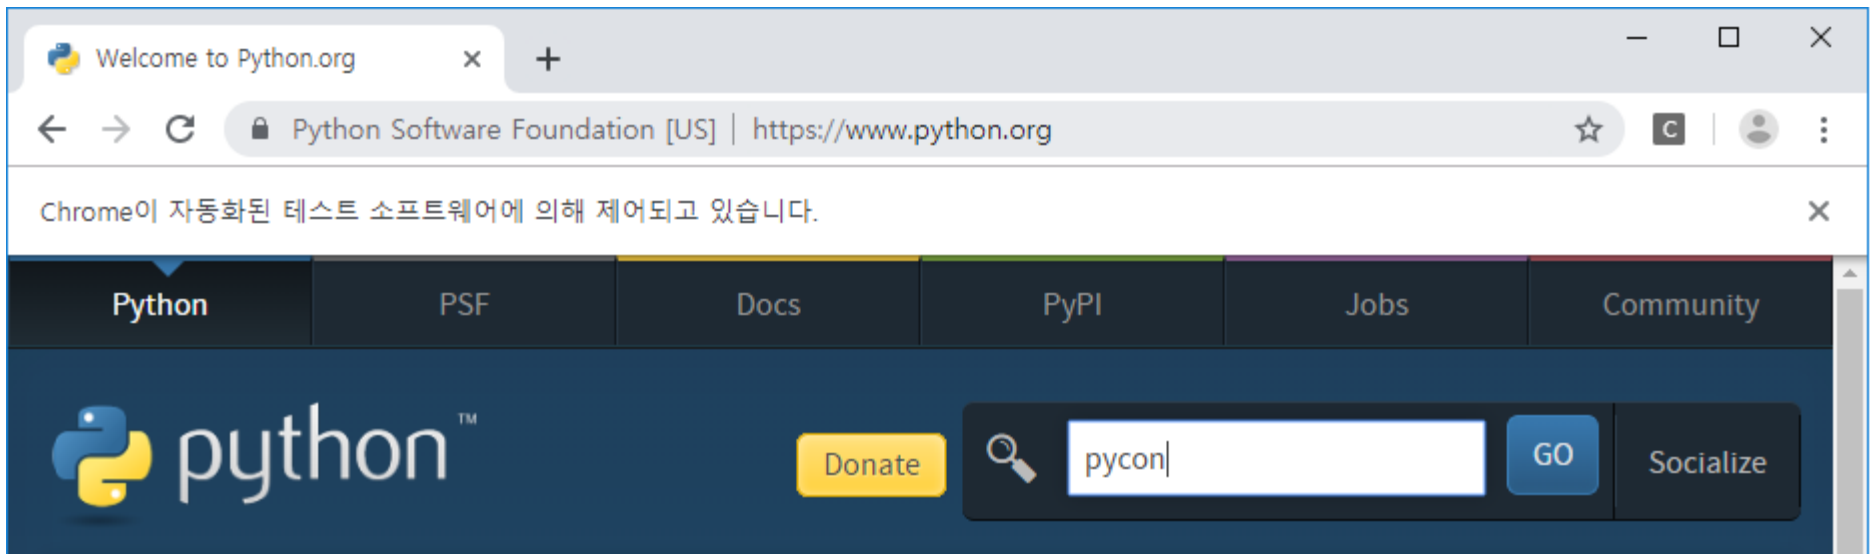 Welcome to Python.org
Python Software Foundation [US] | https://www.python.org
C
Chrome이 자동화된 테스트 소프트웨어에 의해 제어되고 있습니다.
Python PSF Docs PyPI Jobs Community
python™ Donate pycon GO Socialize